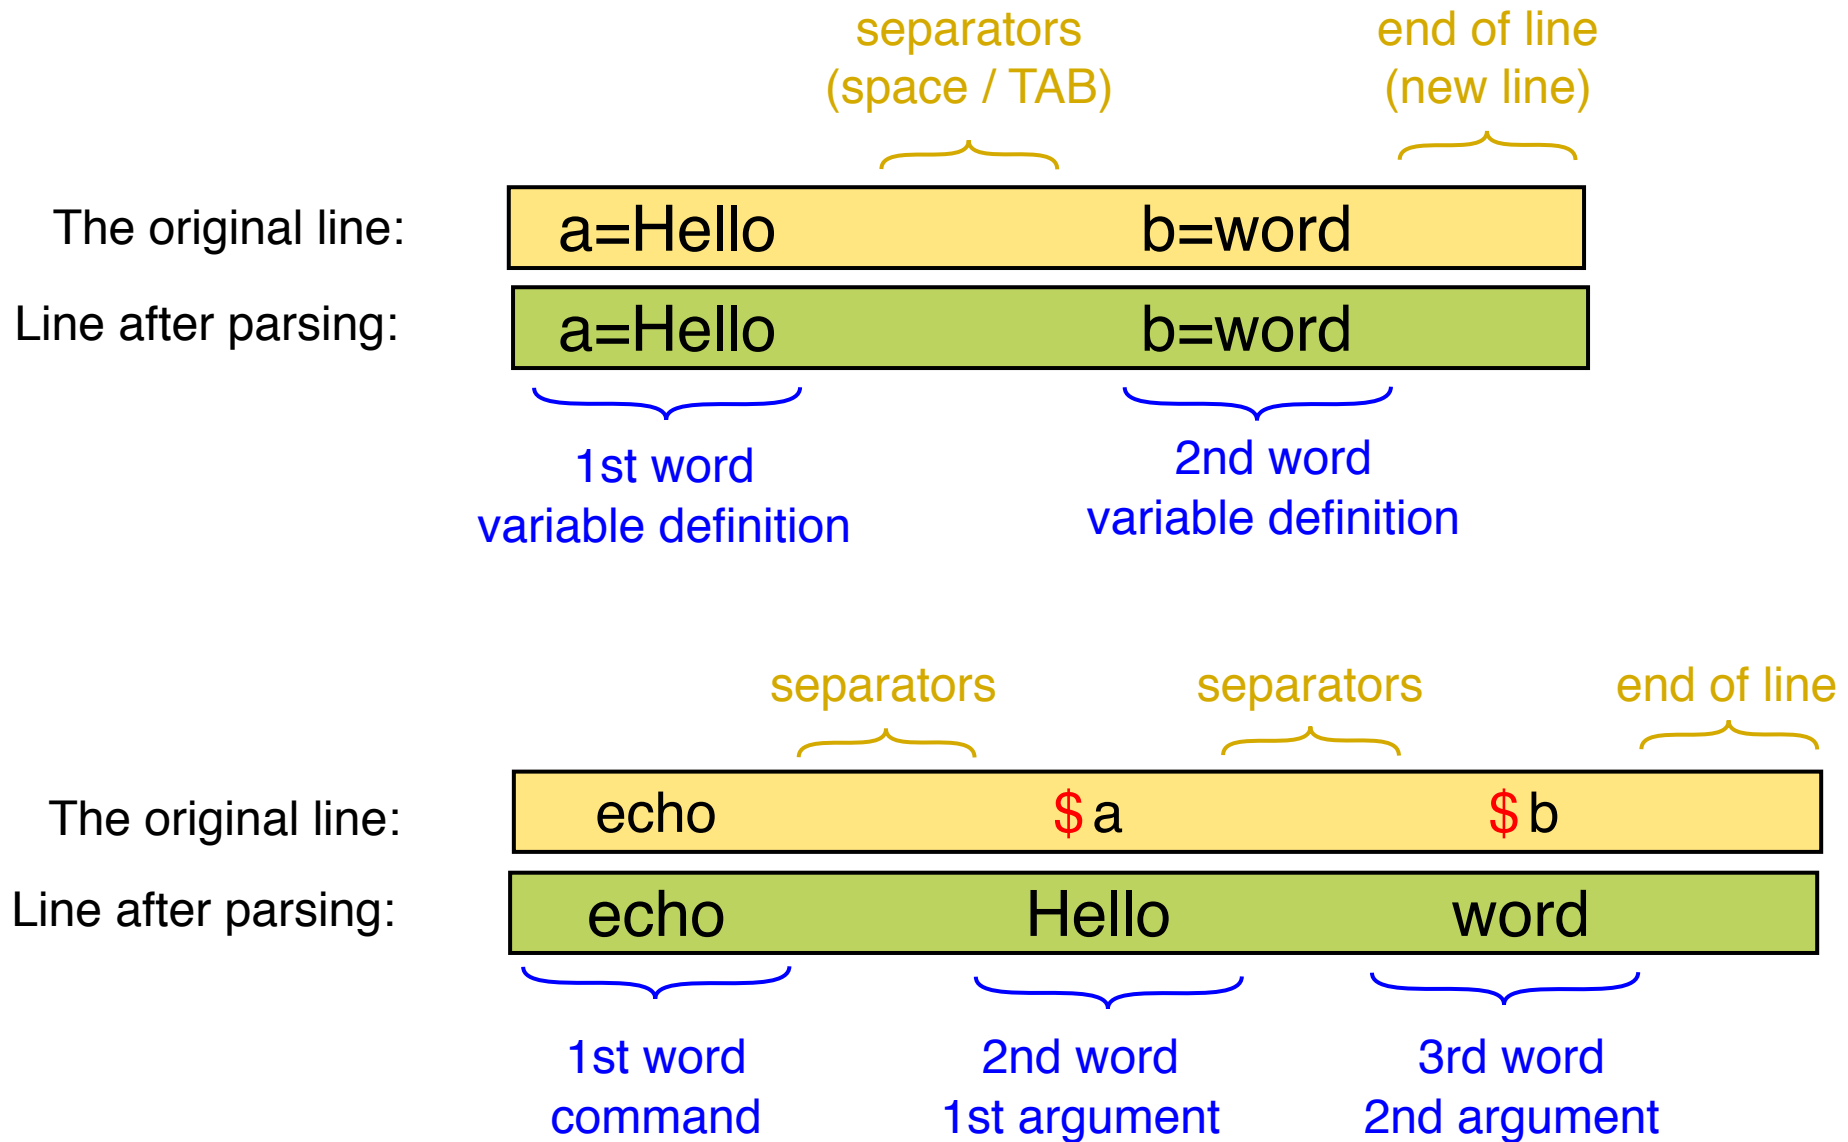 separators
(space / TAB)
end of line
(new line)
The original line: a=Hello b=word
Line after parsing: a=Hello b=word
1st word
variable definition
2nd word
variable definition
separators separators end of line
The original line: echo $ a $ b
Line after parsing: echo Hello word
1st word
command
2nd word
1st argument
3rd word
2nd argument